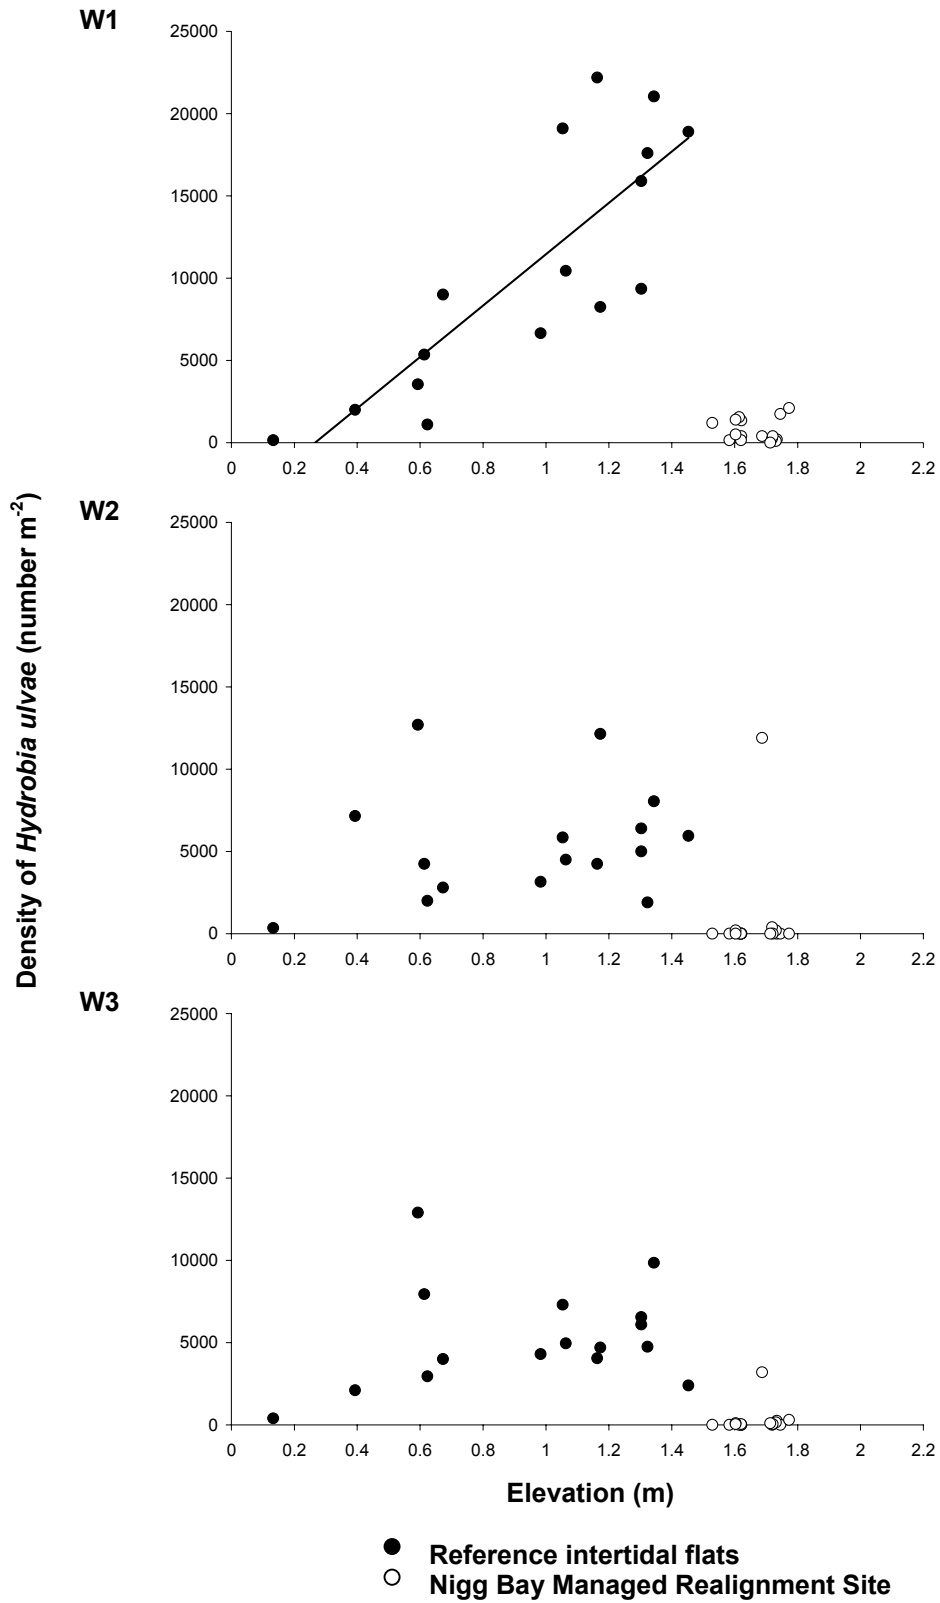 W1
25000
20000
15000
10000
5000
0
0 0.2 0.4 0.6 0.8 1 1.2 1.4 1.6 1.8 2 2.2
Density of Hydrobia ulvae (number m⁻²)
W2
25000
20000
15000
10000
5000
0
0 0.2 0.4 0.6 0.8 1 1.2 1.4 1.6 1.8 2 2.2
W3
25000
20000
15000
10000
5000
0
0 0.2 0.4 0.6 0.8 1 1.2 1.4 1.6 1.8 2 2.2
Elevation (m)
Reference intertidal flats
Nigg Bay Managed Realignment Site